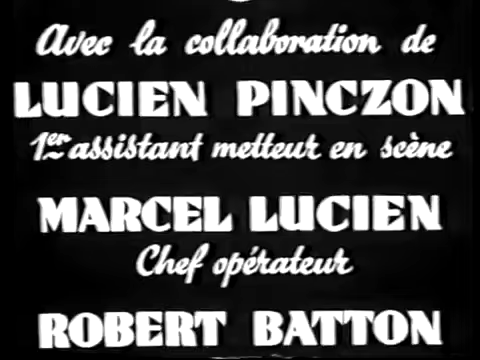 Avec la collaboration de
LUCIEN PINCZON
1er assistant metteur en scène
MARCEL LUCIEN
Chef opérateur
ROBERT BATTON